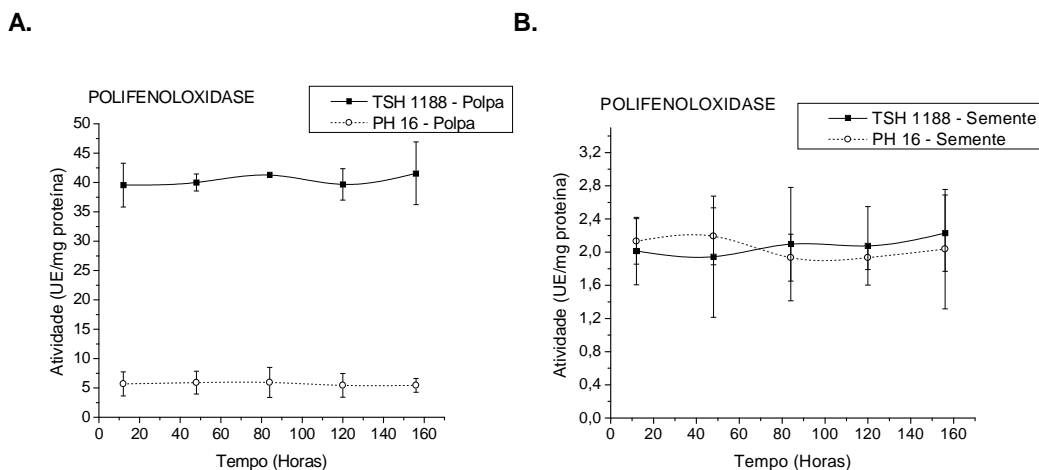 A.
POLIFENOLOXIDASE
TSH 1188 - Polpa
PH 16 - Polpa
Atividade (UE/mg proteína)
50
45
40
35
30
25
20
15
10
5
0
0 20 40 60 80 100 120 140 160
Tempo (Horas)
B.
POLIFENOLOXIDASE
TSH 1188 - Semente
PH 16 - Semente
Atividade (UE/mg proteína)
3,2
2,8
2,4
2,0
1,6
1,2
0,8
0,4
0,0
0 20 40 60 80 100 120 140 160
Tempo (Horas)